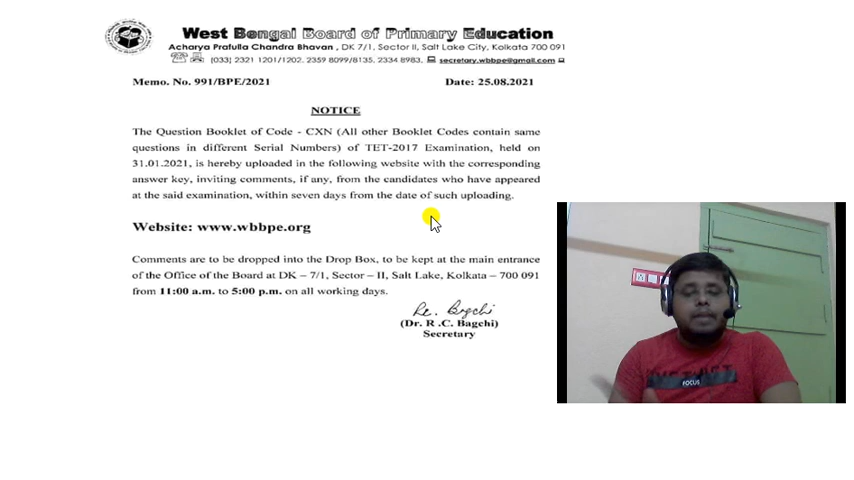 West Bengal Board of Primary Education
Acharya Prafulla Chandra Bhavan, DK 7/1, Sector II, Salt Lake City, Kolkata 700 091
(033) 2321 1201/1202. 2359 8099/8135, 2334 8983, secretary.wbbpe@gmail.com
Memo. No. 991/BPE/2021 Date: 25.08.2021
NOTICE
The Question Booklet of Code - CXN (All other Booklet Codes contain same
questions in different Serial Numbers) of TET-2017 Examination, held on
31.01.2021, is hereby uploaded in the following website with the corresponding
answer key, inviting comments, if any, from the candidates who have appeared
at the said examination, within seven days from the date of such uploading.
Website: www.wbbpe.org
Comments are to be dropped into the Drop Box, to be kept at the main entrance
of the Office of the Board at DK – 7/1, Sector – II, Salt Lake, Kolkata – 700 091
from 11:00 a.m. to 5:00 p.m. on all working days.
Bagchi
(Dr. R .C. Bagchi)
Secretary
FOCUS